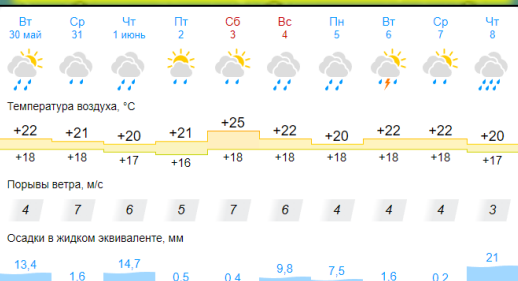 Вт Ср Чт Пт Сб Вс Пн Вт Ср Чт
30 май 31 1 июнь 2 3 4 5 6 7 8
Температура воздуха, °C
+22 +21 +20 +21 +25 +22 +20 +22 +22 +20
+18 +18 +17 +16 +18 +18 +18 +18 +18 +17
Порывы ветра, м/с
4 7 6 5 7 6 4 4 4 3
Осадки в жидком эквиваленте, мм
13,4 1,6 14,7 0,5 0,4 9,8 7,5 1,6 0,2 21